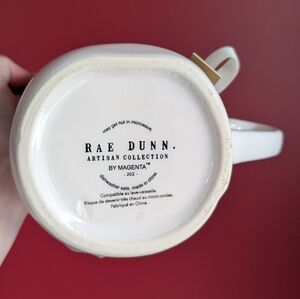 may get hot in microwave.
RAE DUNN.
ARTISAN COLLECTION
BY MAGENTA™
- 202 -
dishwasher safe, made in china.
Compatible au lave-vaisselle.
Risque de devenir très chaud au micro-ondes.
Fabriqué en Chine.